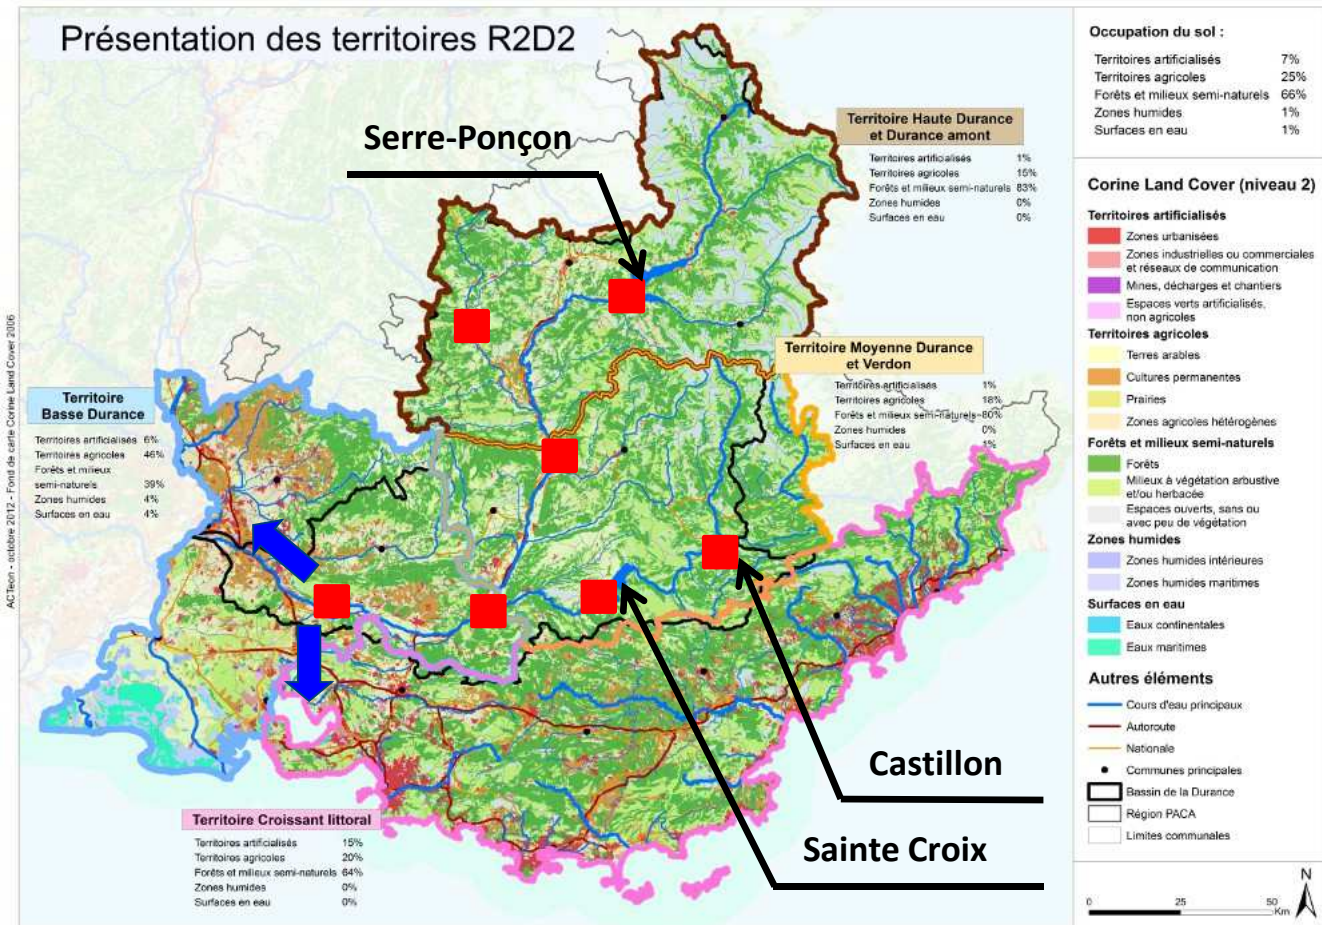 Présentation des territoires R2D2
Serre-Ponçon
Territoire Haute Durance
et Durance amont
Territoires artificialisés 1%
Territoires agricoles 15%
Forêts et milieux semi-naturels 83%
Zones humides 0%
Surfaces en eau 0%
Territoire Moyenne Durance
et Verdon
Territoires artificialisés 1%
Territoires agricoles 18%
Forêts et milieux semi-naturels 80%
Zones humides 0%
Surfaces en eau 1%
Territoire
Basse Durance
Territoires artificialisés 6%
Territoires agricoles 46%
Forêts et milieux
semi-naturels 39%
Zones humides 4%
Surfaces en eau 4%
Castillon
Sainte Croix
Territoire Croissant littoral
Territoires artificialisés 15%
Territoires agricoles 20%
Forêts et milieux semi-naturels 64%
Zones humides 0%
Surfaces en eau 0%
ACTeon - octobre 2012 - Fond de carte Corine Land Cover 2006
Occupation du sol :
Territoires artificialisés 7%
Territoires agricoles 25%
Forêts et milieux semi-naturels 66%
Zones humides 1%
Surfaces en eau 1%
Corine Land Cover (niveau 2)
Territoires artificialisés
Zones urbanisées
Zones industrielles ou commerciales
et réseaux de communication
Mines, décharges et chantiers
Espaces verts artificialisés,
non agricoles
Territoires agricoles
Terres arables
Cultures permanentes
Prairies
Zones agricoles hétérogènes
Forêts et milieux semi-naturels
Forêts
Milieux à végétation arbustive
et/ou herbacée
Espaces ouverts, sans ou
avec peu de végétation
Zones humides
Zones humides intérieures
Zones humides maritimes
Surfaces en eau
Eaux continentales
Eaux maritimes
Autres éléments
Cours d'eau principaux
Autoroute
Nationale
Communes principales
Bassin de la Durance
Région PACA
Limites communales
N
0 25 50
Km